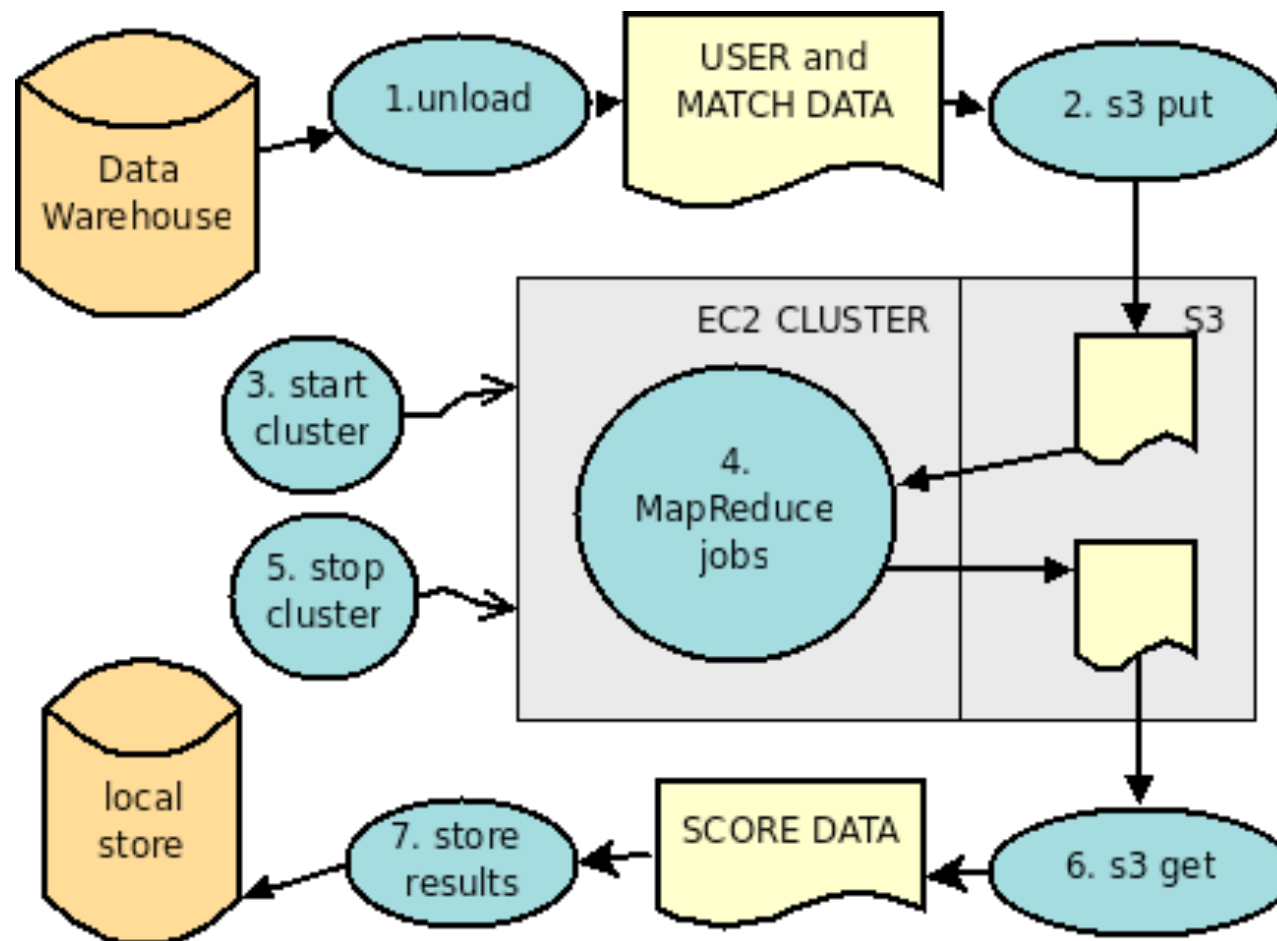 1.unload
USER and
MATCH DATA
2. s3 put
Data
Warehouse
EC2 CLUSTER
S3
3. start
cluster
4.
MapReduce
jobs
5. stop
cluster
local
store
7. store
results
SCORE DATA
6. s3 get